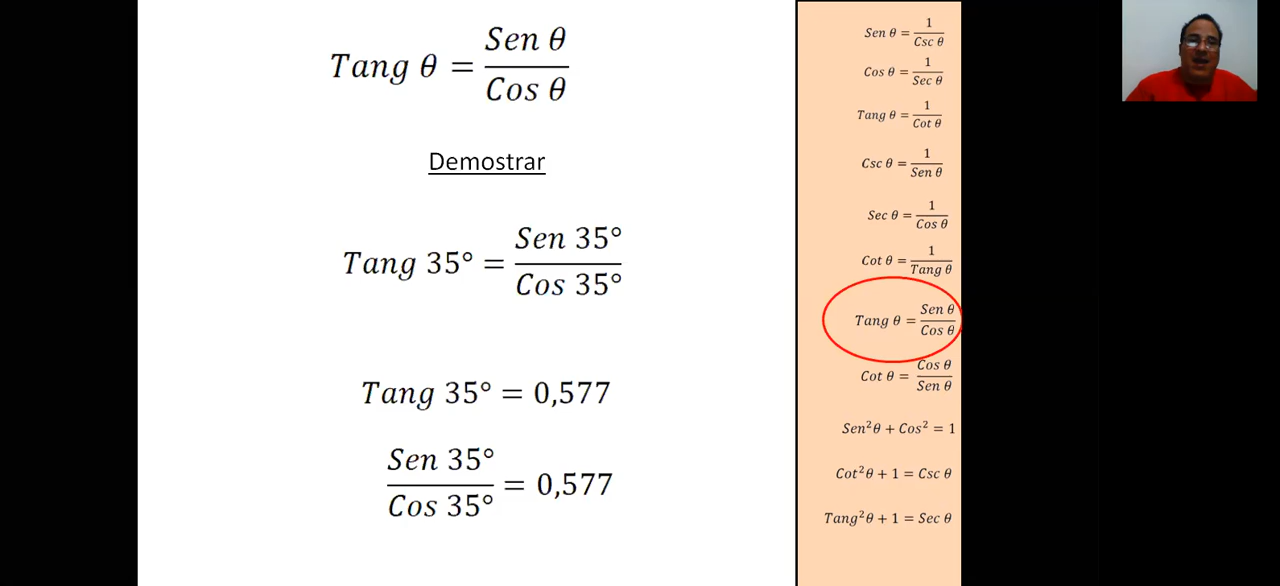 Tang θ = Sen θ / Cos θ
Demostrar
Tang 35° = Sen 35° / Cos 35°
Tang 35° = 0,577
Sen 35° / Cos 35° = 0,577
Sen θ = 1 / Csc θ
Cos θ = 1 / Sec θ
Tang θ = 1 / Cot θ
Csc θ = 1 / Sen θ
Sec θ = 1 / Cos θ
Cot θ = 1 / Tang θ
Tang θ = Sen θ / Cos θ
Cot θ = Cos θ / Sen θ
Sen²θ + Cos² = 1
Cot²θ + 1 = Csc θ
Tang²θ + 1 = Sec θ